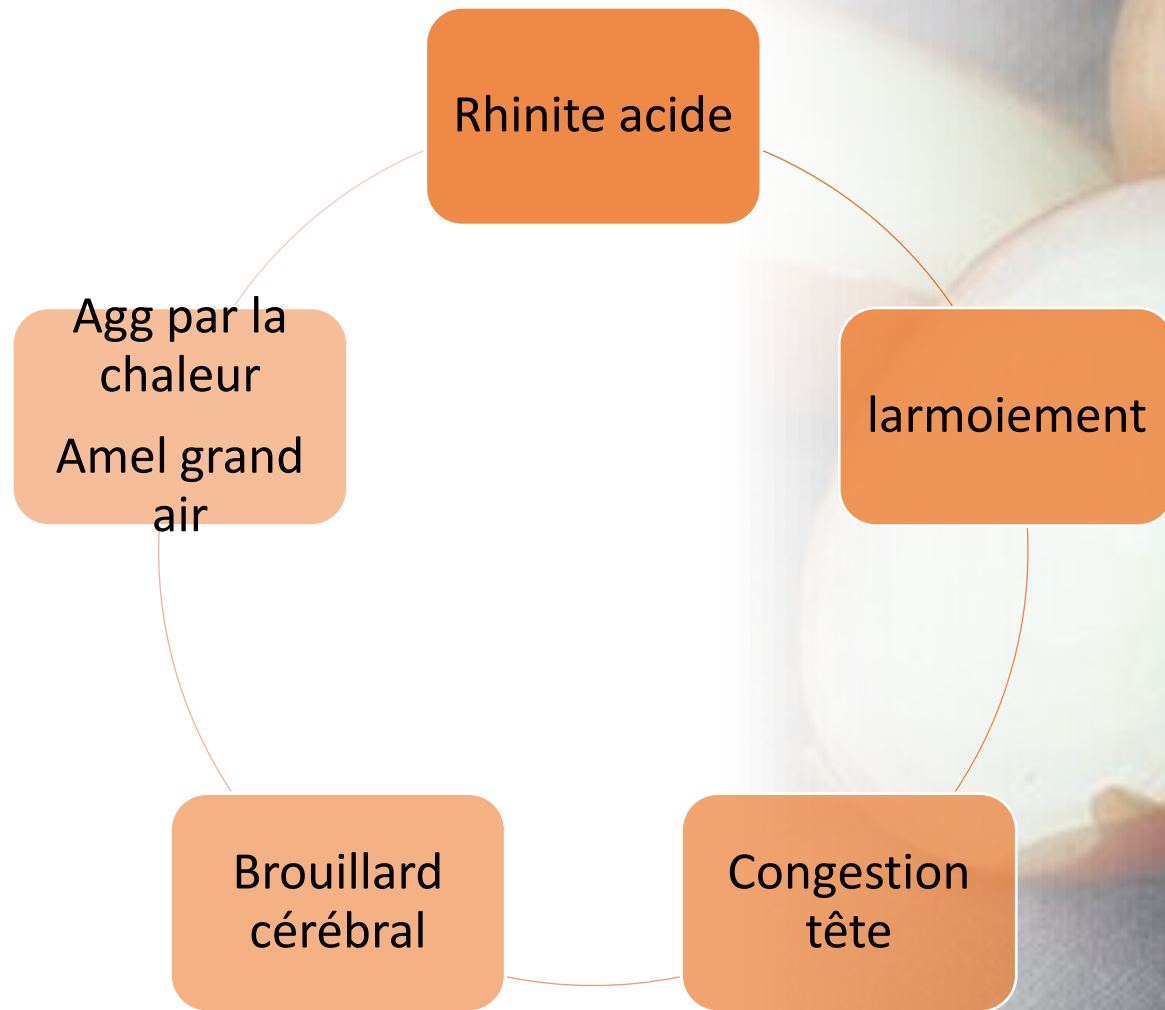 Rhinite acide
larmoiement
Congestion
tête
Brouillard
cérébral
Agg par la
chaleur
Amel grand
air